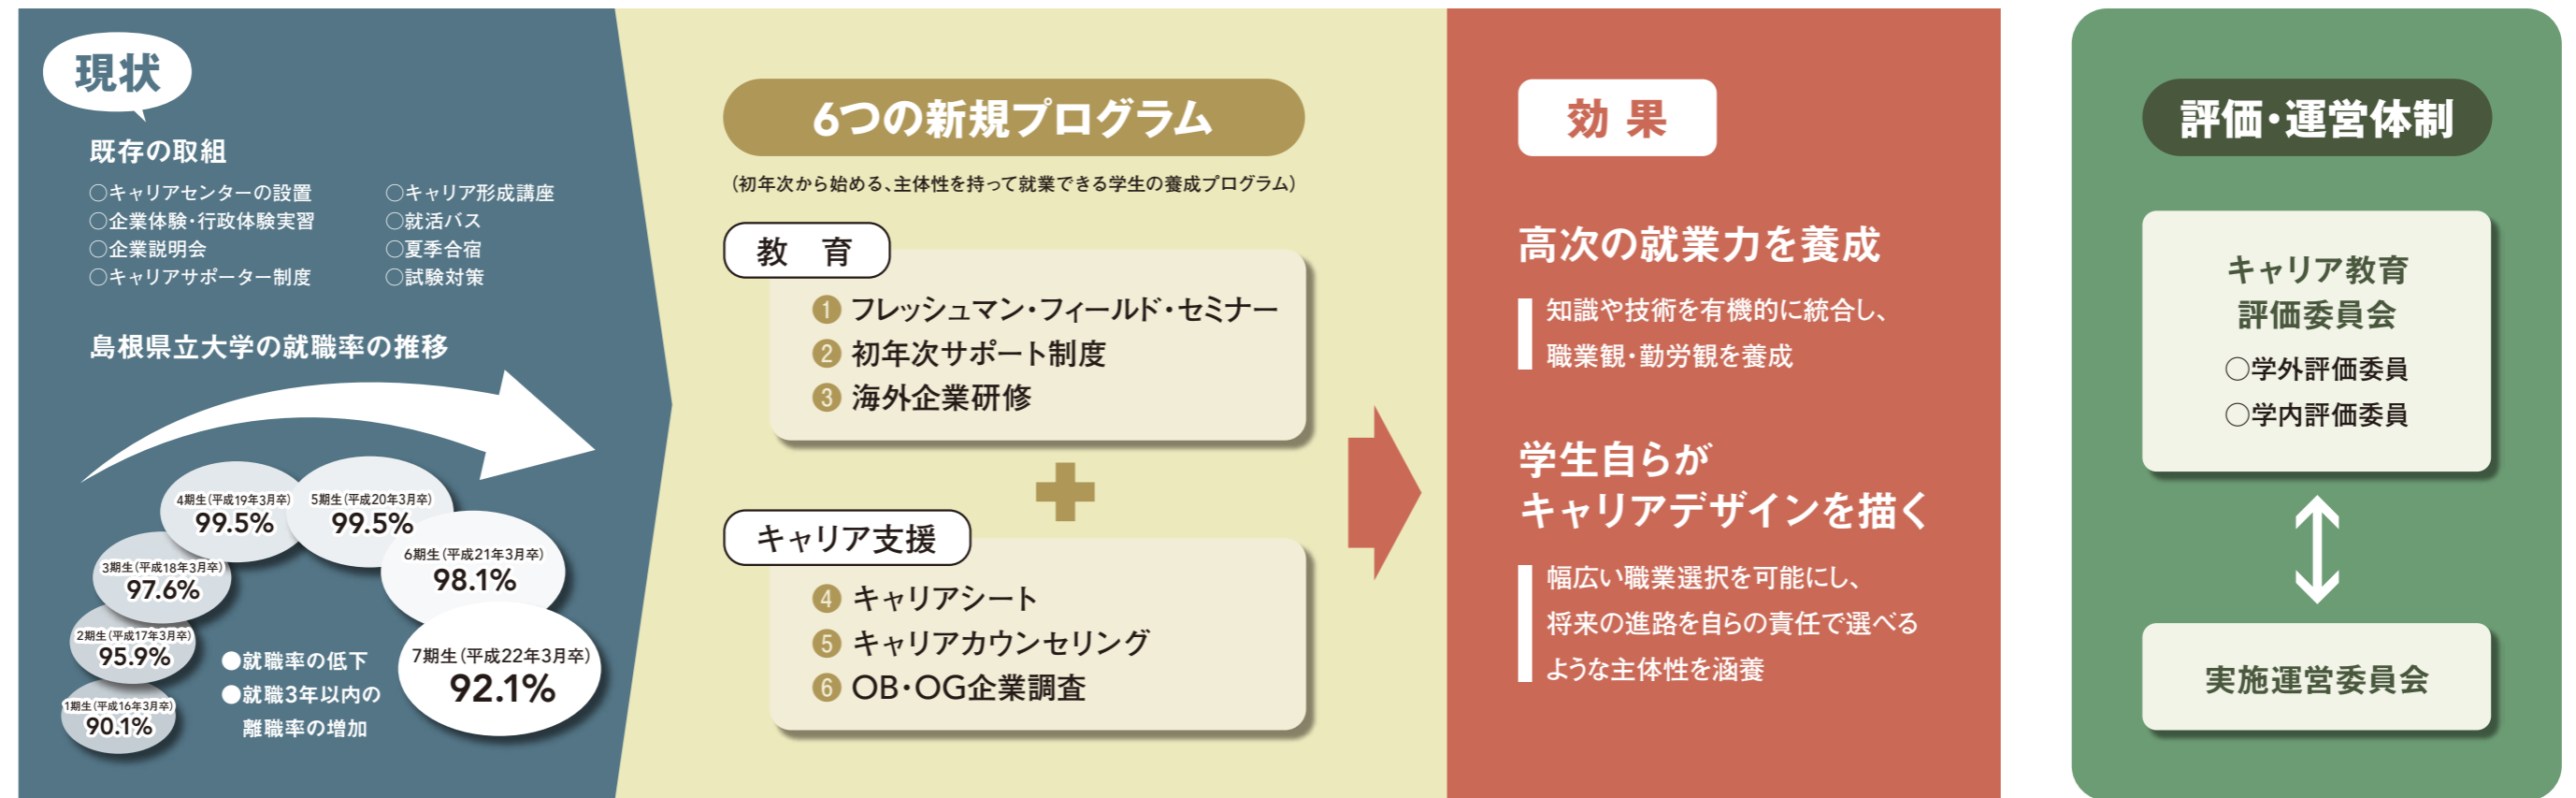 現状
既存の取組
○キャリアセンターの設置
○企業体験・行政体験実習
○企業説明会
○キャリアサポーター制度
○キャリア形成講座
○就活バス
○夏季合宿
○試験対策
島根県立大学の就職率の推移
1期生(平成16年3月卒)
90.1%
2期生(平成17年3月卒)
95.9%
3期生(平成18年3月卒)
97.6%
4期生(平成19年3月卒)
99.5%
5期生(平成20年3月卒)
99.5%
6期生(平成21年3月卒)
98.1%
7期生(平成22年3月卒)
92.1%
●就職率の低下
●就職3年以内の
離職率の増加
6つの新規プログラム
(初年次から始める、主体性を持って就業できる学生の養成プログラム)
教 育
❶ フレッシュマン・フィールド・セミナー
❷ 初年次サポート制度
❸ 海外企業研修
キャリア支援
❹ キャリアシート
❺ キャリアカウンセリング
❻ OB・OG企業調査
効 果
高次の就業力を養成
知識や技術を有機的に統合し、
職業観・勤労観を養成
学生自らが
キャリアデザインを描く
幅広い職業選択を可能にし、
将来の進路を自らの責任で選べる
ような主体性を涵養
評価・運営体制
キャリア教育
評価委員会
○学外評価委員
○学内評価委員
実施運営委員会